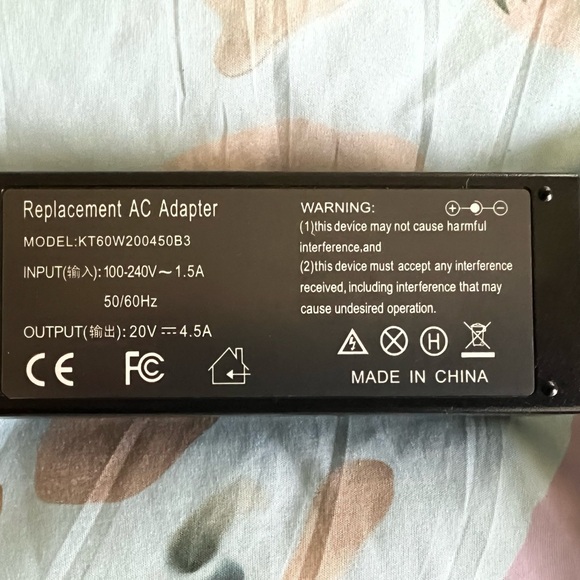 Replacement AC Adapter
MODEL:KT60W200450B3
INPUT(输入): 100-240V～1.5A
50/60Hz
OUTPUT(输出): 20V ⎓ 4.5A
CE FC
WARNING:
(1)this device may not cause harmful
interference,and
(2)this device must accept any interference
received, including interference that may
cause undesired operation.
H
MADE IN CHINA